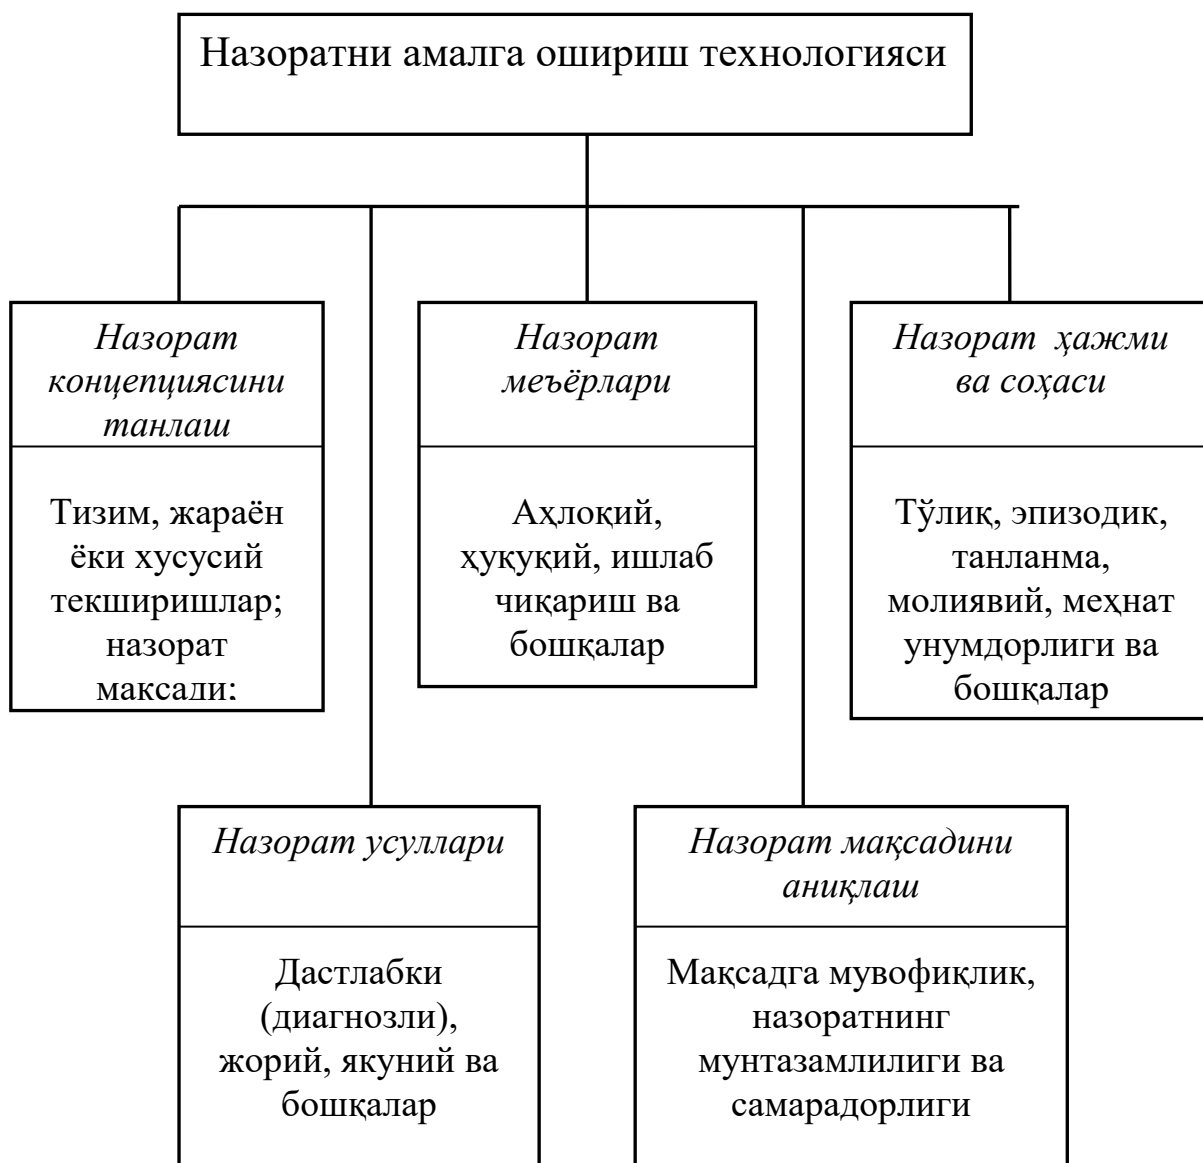 Назоратни амалга ошириш технологияси
Назорат
концепциясини
танлаш
Тизим, жараён
ёки хусусий
текширишлар;
назорат
мақсади;
Назорат
меъёрлари
Аҳлоқий,
ҳуқуқий, ишлаб
чиқариш ва
бошқалар
Назорат ҳажми
ва соҳаси
Тўлиқ, эпизодик,
танланма,
молиявий, меҳнат
унумдорлиги ва
бошқалар
Назорат усуллари
Дастлабки
(диагнозли),
жорий, якуний ва
бошқалар
Назорат мақсадини
аниқлаш
Мақсадга мувофиқлик,
назоратнинг
мунтазамлилиги ва
самарадорлиги